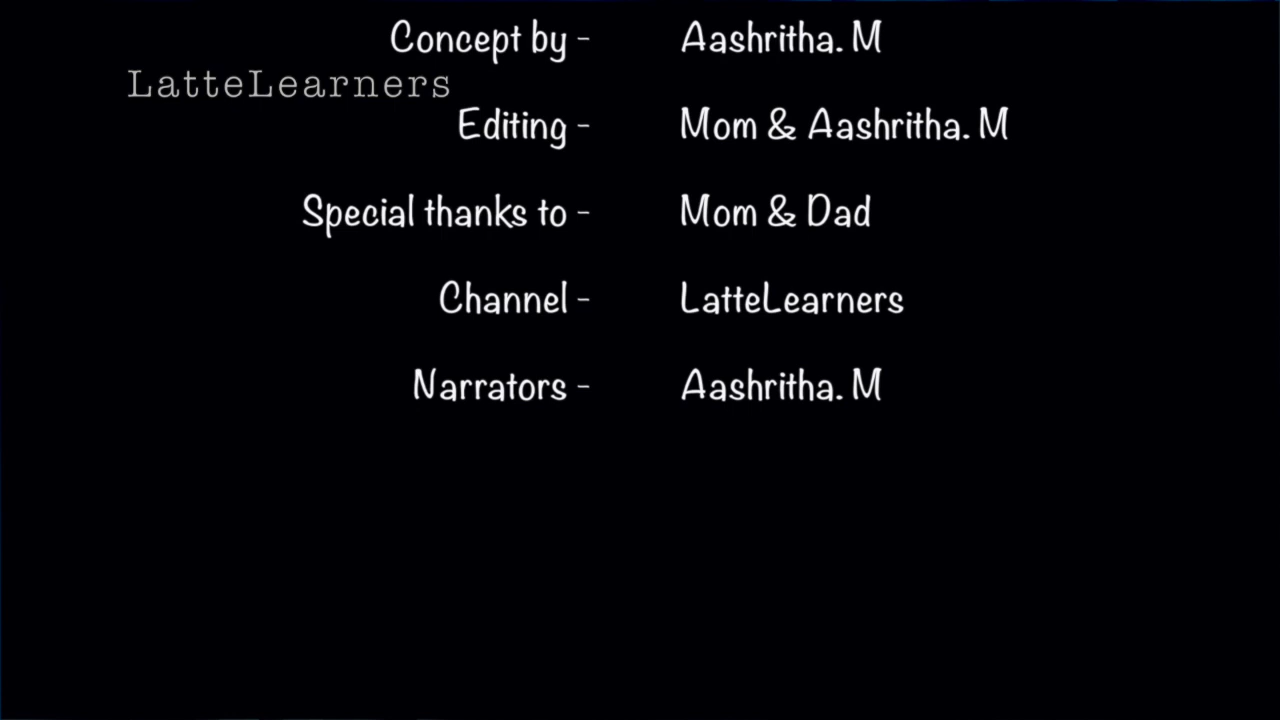 Concept by - Aashritha. M
LatteLearners
Editing - Mom & Aashritha. M
Special thanks to - Mom & Dad
Channel - LatteLearners
Narrators - Aashritha. M